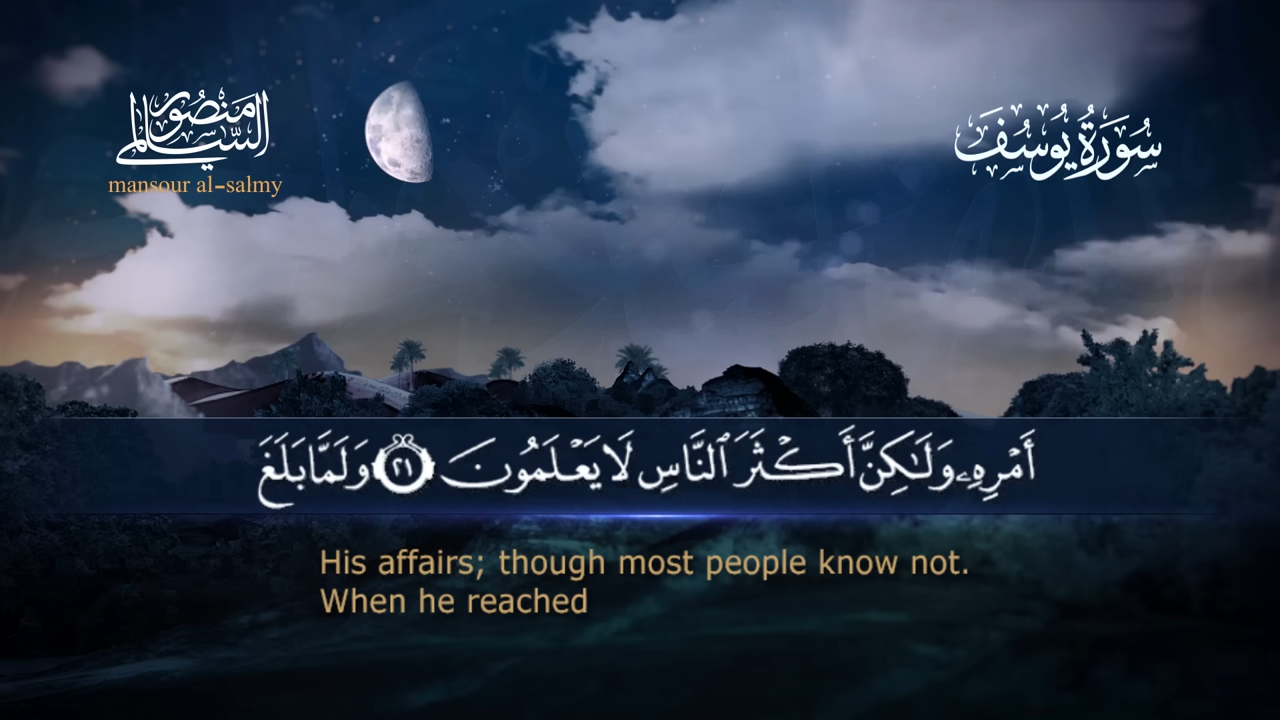 منصور السالمي
mansour al-salmy
سُورَةُ يُوسُفَ
أَمْرِهِۦ وَلَٰكِنَّ أَكْثَرَ ٱلنَّاسِ لَا يَعْلَمُونَ ٢١ وَلَمَّا بَلَغَ
His affairs; though most people know not.
When he reached